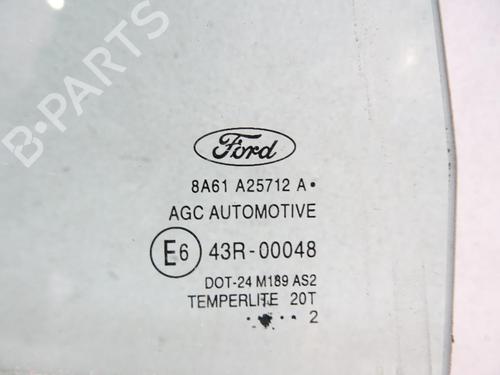 B-PARTS
Ford
8A61 A25712 A•
AGC AUTOMOTIVE
E6 43R-00048
DOT-24 M189 AS2
TEMPERLITE 20T
2